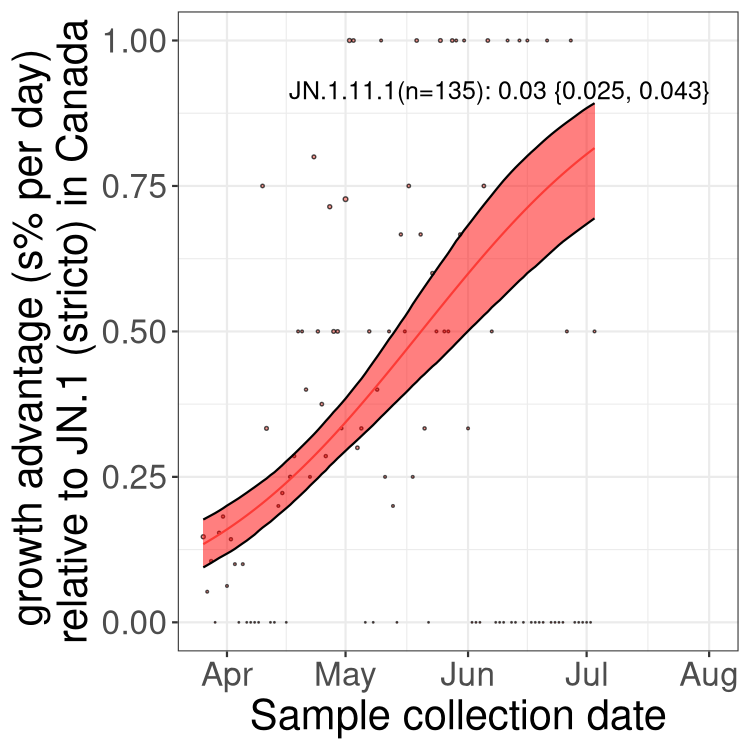 growth advantage (s% per day)
relative to JN.1 (stricto) in Canada
1.00
0.75
0.50
0.25
0.00
JN.1.11.1(n=135): 0.03 {0.025, 0.043}
Apr May Jun Jul Aug
Sample collection date